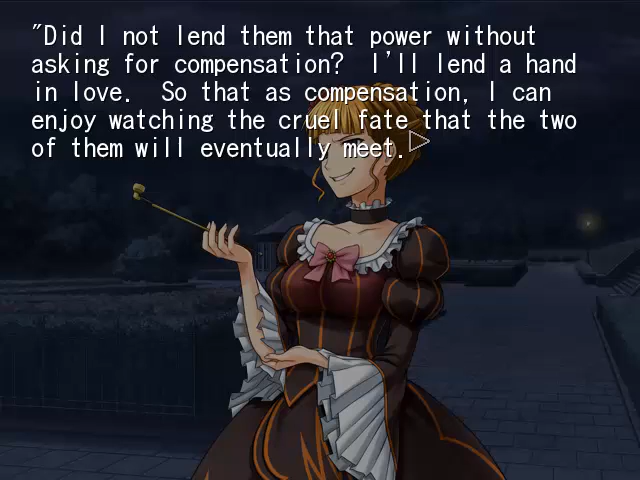 "Did I not lend them that power without
asking for compensation?  I'll lend a hand
in love.  So that as compensation, I can
enjoy watching the cruel fate that the two
of them will eventually meet.